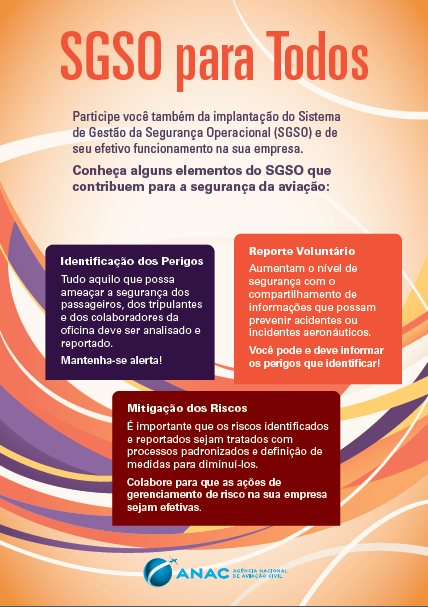 SGSO para Todos
Participe você também da implantação do Sistema
de Gestão da Segurança Operacional (SGSO) e de
seu efetivo funcionamento na sua empresa.
Conheça alguns elementos do SGSO que
contribuem para a segurança da aviação:
Identificação dos Perigos
Tudo aquilo que possa
ameaçar a segurança dos
passageiros, dos tripulantes
e dos colaboradores da
oficina deve ser analisado e
reportado.
Mantenha-se alerta!
Reporte Voluntário
Aumentam o nível de
segurança com o
compartilhamento de
informações que possam
prevenir acidentes ou
incidentes aeronáuticos.
Você pode e deve informar
os perigos que identificar!
Mitigação dos Riscos
É importante que os riscos identificados
e reportados sejam tratados com
processos padronizados e definição de
medidas para diminuí-los.
Colabore para que as ações de
gerenciamento de risco na sua empresa
sejam efetivas.
ANAC
AGÊNCIA NACIONAL
DE AVIAÇÃO CIVIL